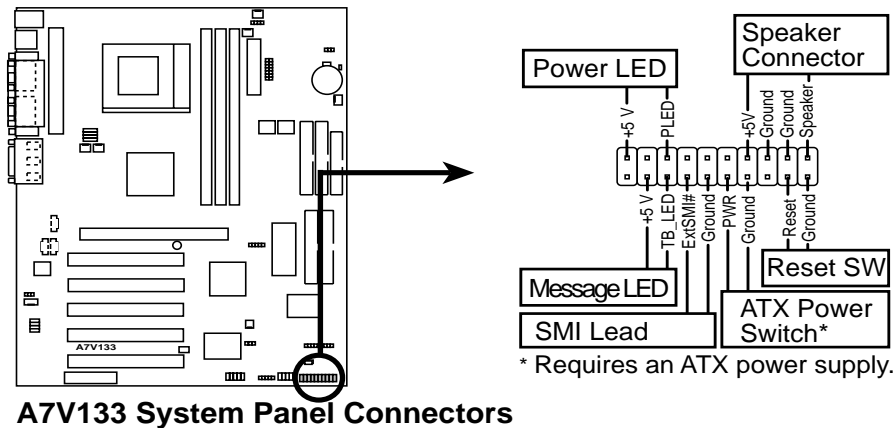 Speaker
Connector
Power LED
+5 V
PLED
+5V
Ground
Ground
Speaker
+5 V
TB_LED
ExtSMI#
Ground
PWR
Ground
Reset
Ground
Reset SW
Message LED
ATX Power
Switch*
SMI Lead
* Requires an ATX power supply.
A7V133
A7V133 System Panel Connectors